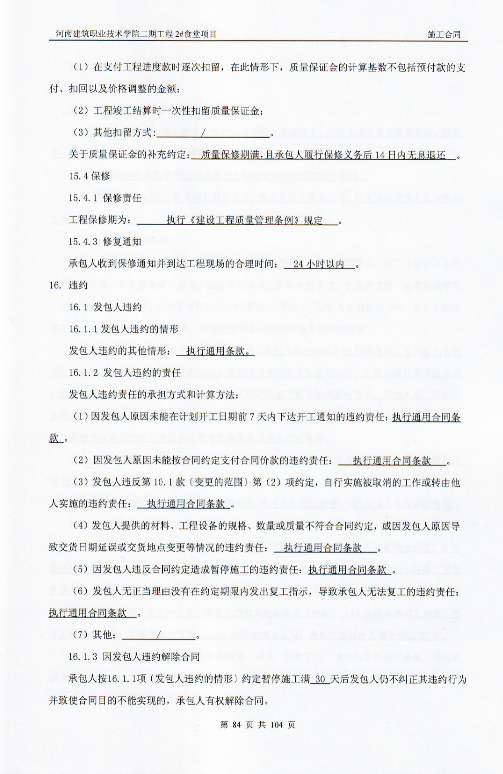 河南建筑职业技术学院二期工程2#食堂项目 施工合同
（1）在支付工程进度款时逐次扣留，在此情形下，质量保证金的计算基数不包括预付款的支
付、扣回以及价格调整的金额；
（2）工程竣工结算时一次性扣留质量保证金；
（3）其他扣留方式： / 。
关于质量保证金的补充约定：质量保修期满，且承包人履行保修义务后14日内无息退还 。
15.4保修
15.4.1 保修责任
工程保修期为： 执行《建设工程质量管理条例》规定 。
15.4.3 修复通知
承包人收到保修通知并到达工程现场的合理时间：24小时以内 。
16. 违约
16.1 发包人违约
16.1.1发包人违约的情形
发包人违约的其他情形： 执行通用条款。
16.1.2 发包人违约的责任
发包人违约责任的承担方式和计算方法：
（1）因发包人原因未能在计划开工日期前7天内下达开工通知的违约责任：执行通用合同条
款 。
（2）因发包人原因未能按合同约定支付合同价款的违约责任： 执行通用合同条款 。
（3）发包人违反第10.1款〔变更的范围〕第（2）项约定，自行实施被取消的工作或转由他
人实施的违约责任： 执行通用合同条款 。
（4）发包人提供的材料、工程设备的规格、数量或质量不符合合同约定，或因发包人原因导
致交货日期延误或交货地点变更等情况的违约责任： 执行通用合同条款 。
（5）因发包人违反合同约定造成暂停施工的违约责任：执行通用合同条款 。
（6）发包人无正当理由没有在约定期限内发出复工指示，导致承包人无法复工的违约责任：
执行通用合同条款 。
（7）其他： / 。
16.1.3 因发包人违约解除合同
承包人按16.1.1项〔发包人违约的情形〕约定暂停施工满 30 天后发包人仍不纠正其违约行为
并致使合同目的不能实现的，承包人有权解除合同。
第 84 页 共 104 页